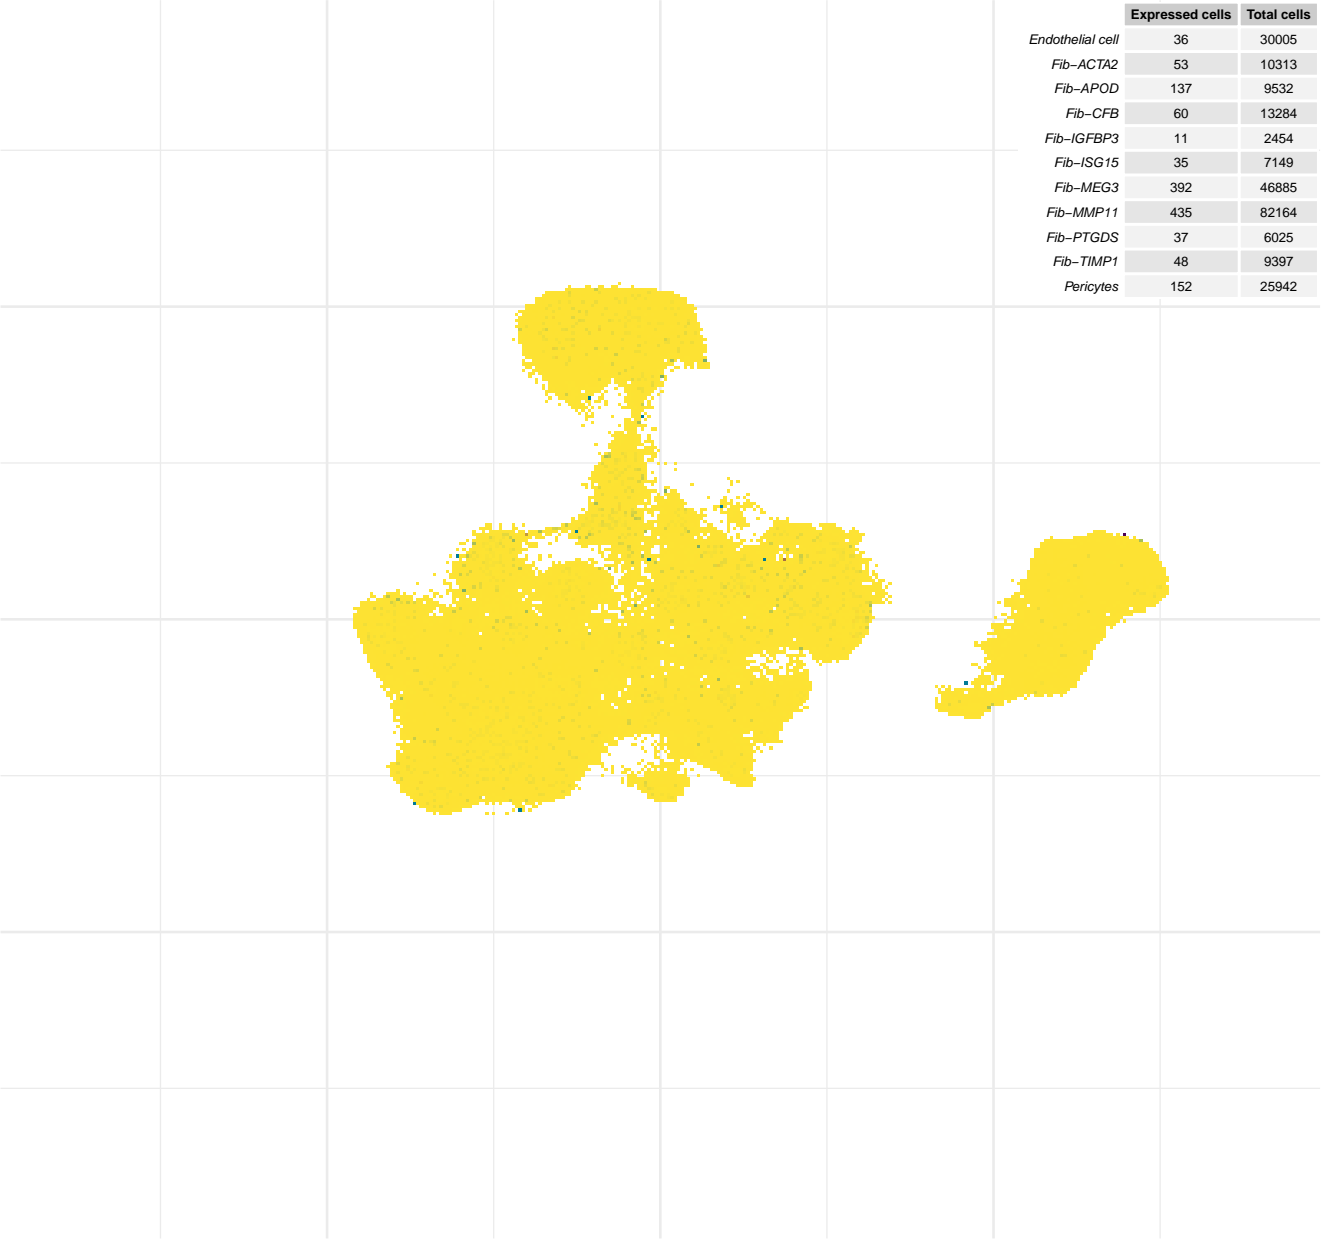 Expressed cells Total cells
Endothelial cell 36 30005
Fib−ACTA2 53 10313
Fib−APOD 137 9532
Fib−CFB 60 13284
Fib−IGFBP3 11 2454
Fib−ISG15 35 7149
Fib−MEG3 392 46885
Fib−MMP11 435 82164
Fib−PTGDS 37 6025
Fib−TIMP1 48 9397
Pericytes 152 25942